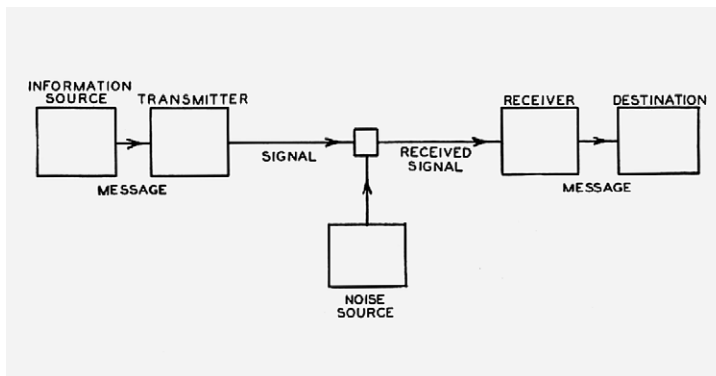 INFORMATION
SOURCE
TRANSMITTER
RECEIVER
DESTINATION
SIGNAL
RECEIVED
SIGNAL
MESSAGE
MESSAGE
NOISE
SOURCE